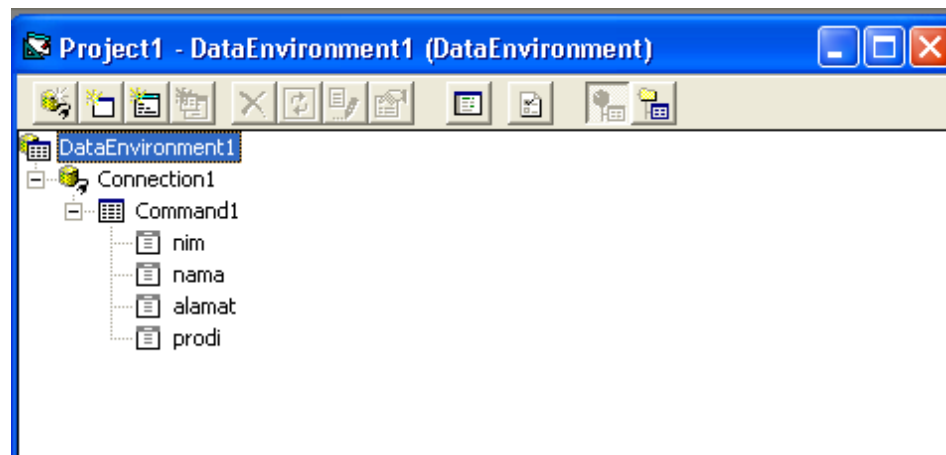 Project1 - DataEnvironment1 (DataEnvironment)
DataEnvironment1
Connection1
Command1
nim
nama
alamat
prodi